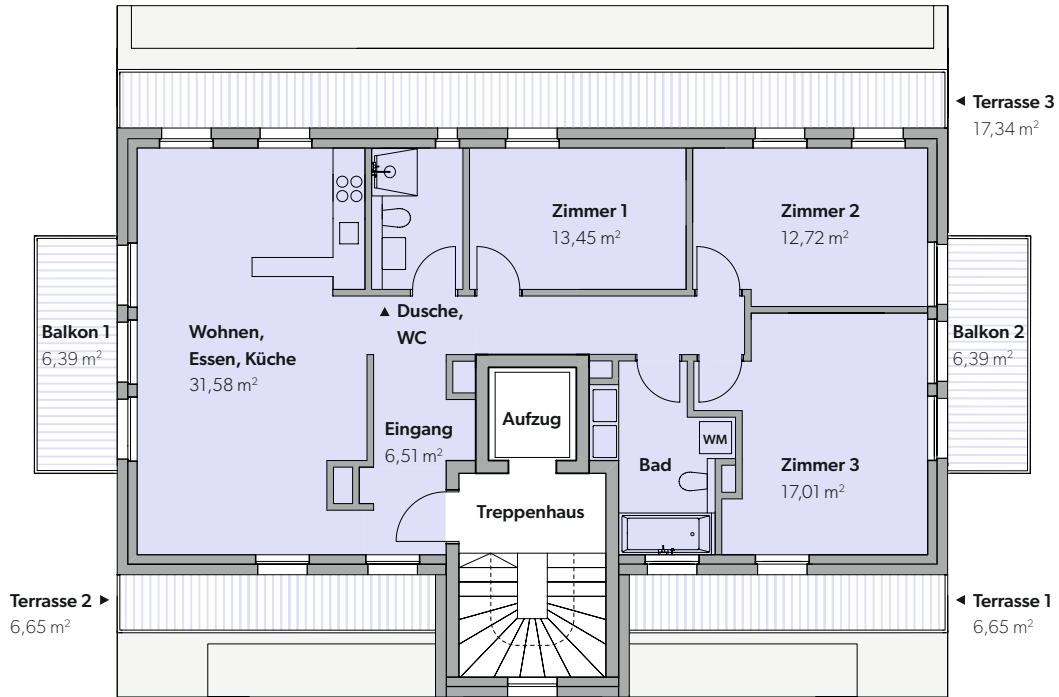 Terrasse 3
17,34 m²
Zimmer 1
13,45 m²
Zimmer 2
12,72 m²
Dusche,
WC
Balkon 1
6,39 m²
Wohnen,
Essen, Küche
31,58 m²
Balkon 2
6,39 m²
Eingang
6,51 m²
Aufzug
WM
Bad
Zimmer 3
17,01 m²
Treppenhaus
Terrasse 2
6,65 m²
Terrasse 1
6,65 m²